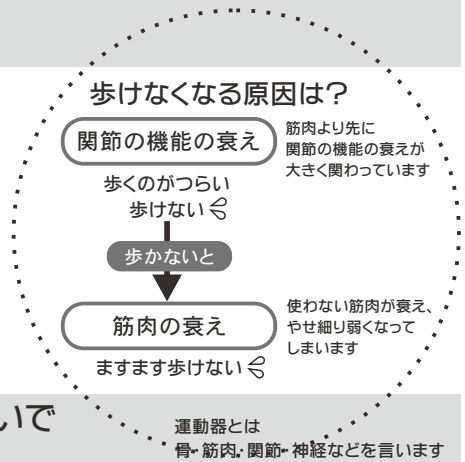 歩けなくなる原因は?
関節の機能の衰え
筋肉より先に
関節の機能の衰えが
大きく関わっています
歩くのがつらい
歩けない
歩かないと
筋肉の衰え
使わない筋肉が衰え、
やせ細り弱くなって
しまいます
ますます歩けない
いで
運動器とは
骨・筋肉・関節・神経などを言います